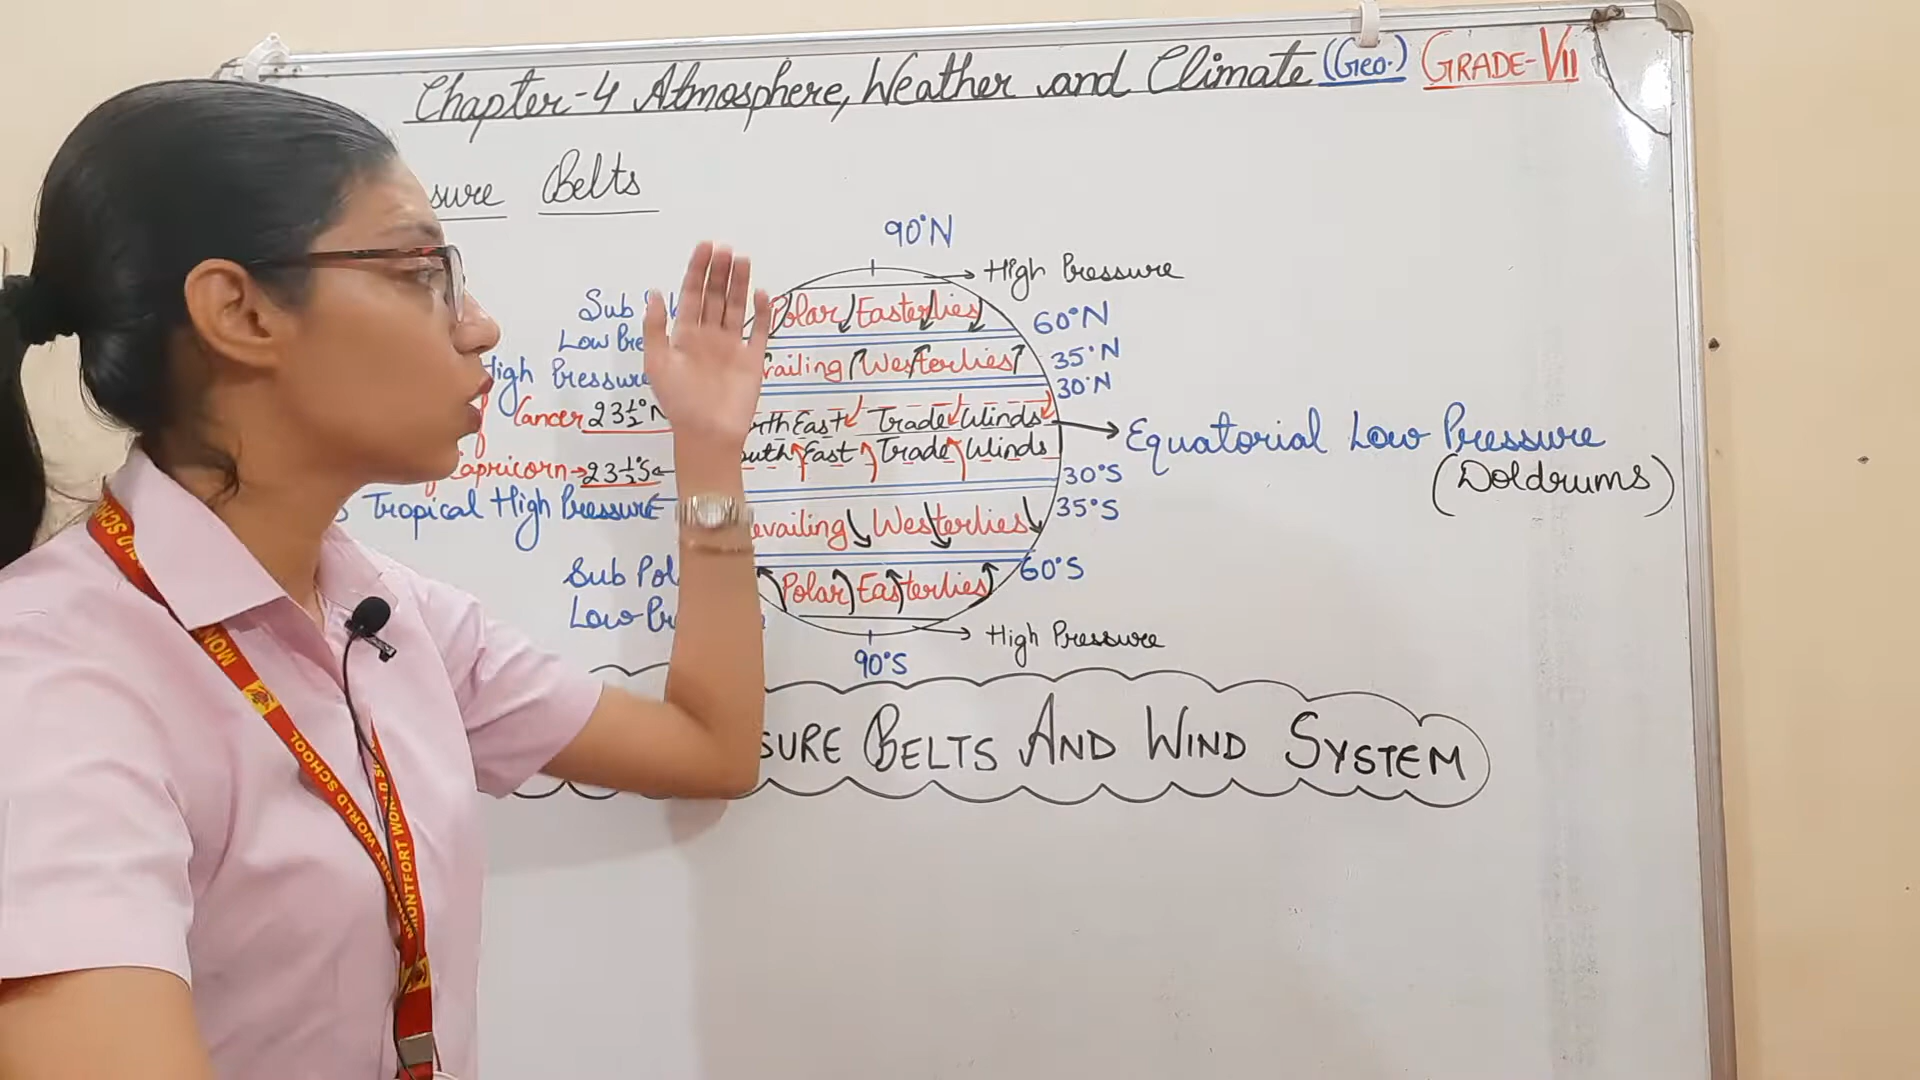 Chapter-4 Atmosphere, Weather and Climate (Geo.) GRADE-VII
Belts
90°N
High Pressure
Sub
Polar Easterlies
60°N
Low
Westerlies
35°N
High Pressure
30°N
Cancer 23½°N
East Trade Winds
Equatorial Low Pressure
East Trade Winds
(Doldrums)
Capricorn→23½°S
30°S
Tropical High Pressure
35°S
Westerlies
Sub
60°S
Polar Easterlies
Low
High Pressure
90°S
BELTS AND WIND SYSTEM
MONTFORT WORLD SCHOOL